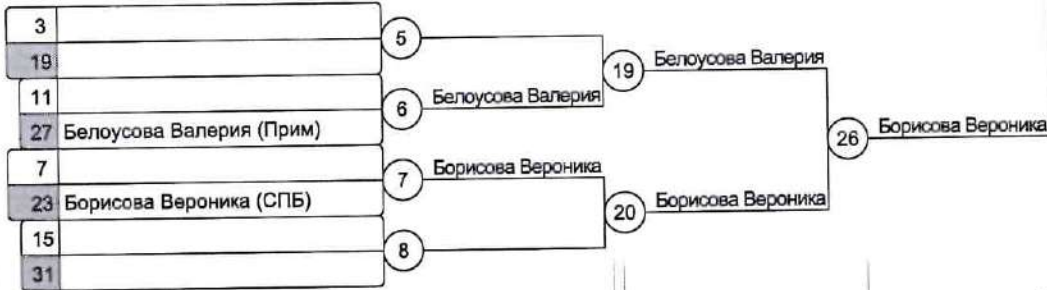 3
5
19
19 Белоусова Валерия
11
6 Белоусова Валерия
27 Белоусова Валерия (Прим)
26 Борисова Вероника
7
7 Борисова Вероника
23 Борисова Вероника (СПБ)
20 Борисова Вероника
15
8
31